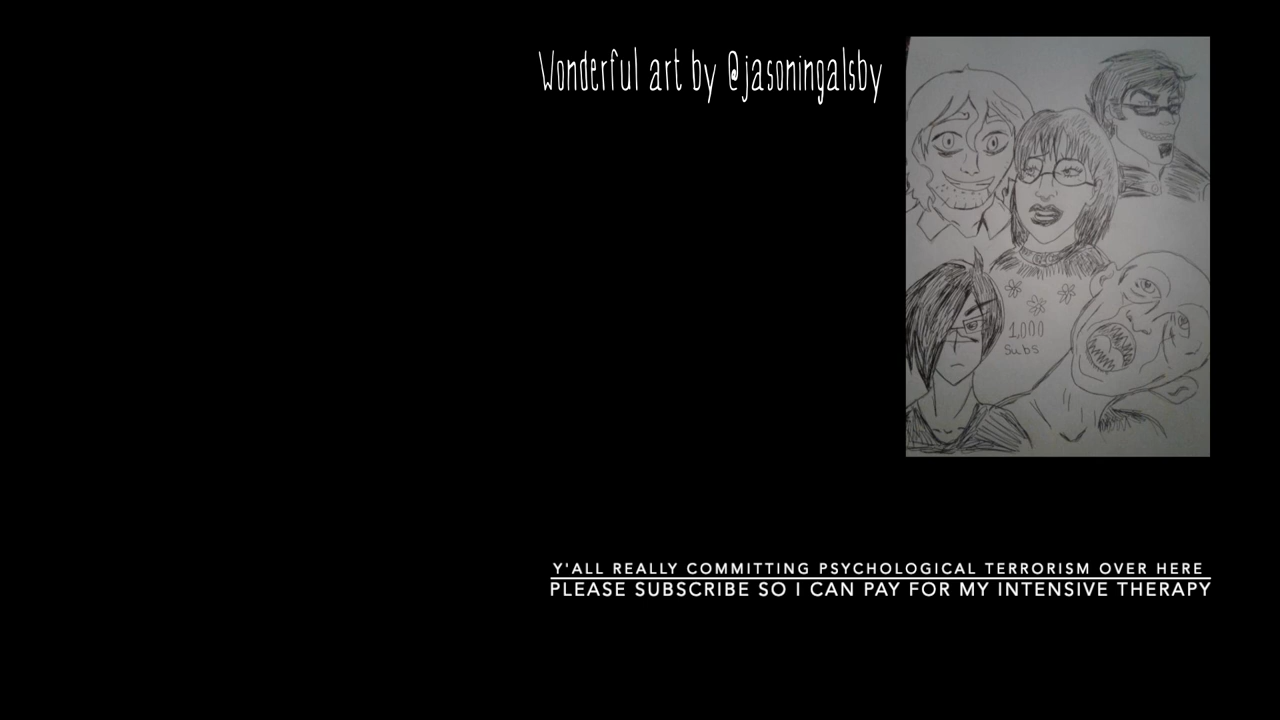 Wonderful art by @jasoningalsby
1,000
Subs
Y'ALL REALLY COMMITTING PSYCHOLOGICAL TERRORISM OVER HERE
PLEASE SUBSCRIBE SO I CAN PAY FOR MY INTENSIVE THERAPY